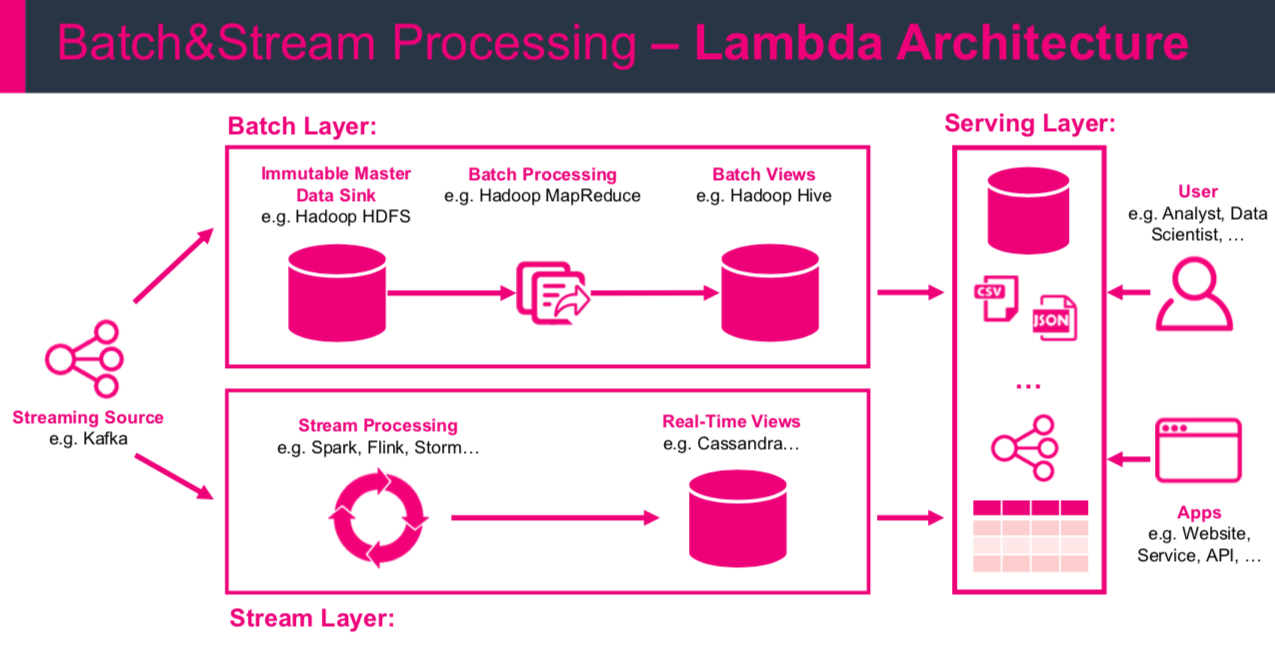 Batch&Stream Processing – Lambda Architecture
Batch Layer:
Immutable Master
Data Sink
e.g. Hadoop HDFS
Batch Processing
e.g. Hadoop MapReduce
Batch Views
e.g. Hadoop Hive
Streaming Source
e.g. Kafka
Stream Processing
e.g. Spark, Flink, Storm…
Real-Time Views
e.g. Cassandra…
Stream Layer:
Serving Layer:
CSV
JSON
…
User
e.g. Analyst, Data
Scientist, …
Apps
e.g. Website,
Service, API, …